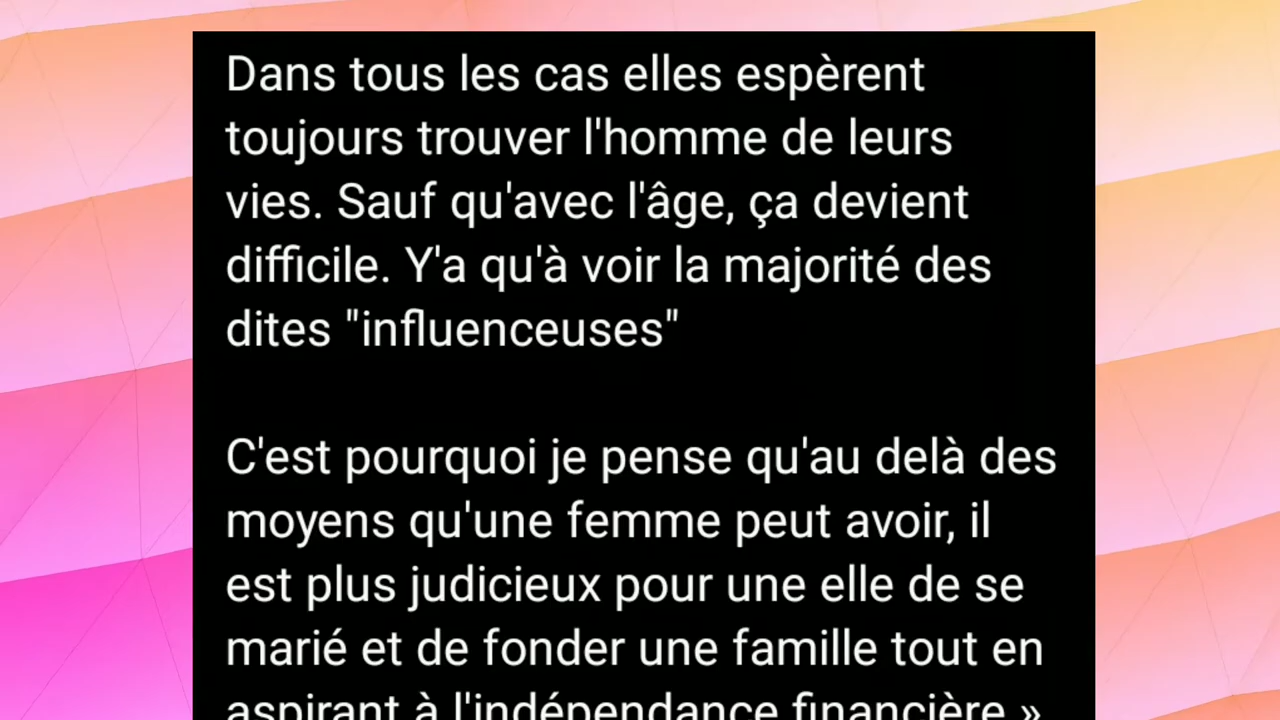 Dans tous les cas elles espèrent
toujours trouver l'homme de leurs
vies. Sauf qu'avec l'âge, ça devient
difficile. Y'a qu'à voir la majorité des
dites "influenceuses"
C'est pourquoi je pense qu'au delà des
moyens qu'une femme peut avoir, il
est plus judicieux pour une elle de se
marié et de fonder une famille tout en
aspirant à l'indépendance financière »